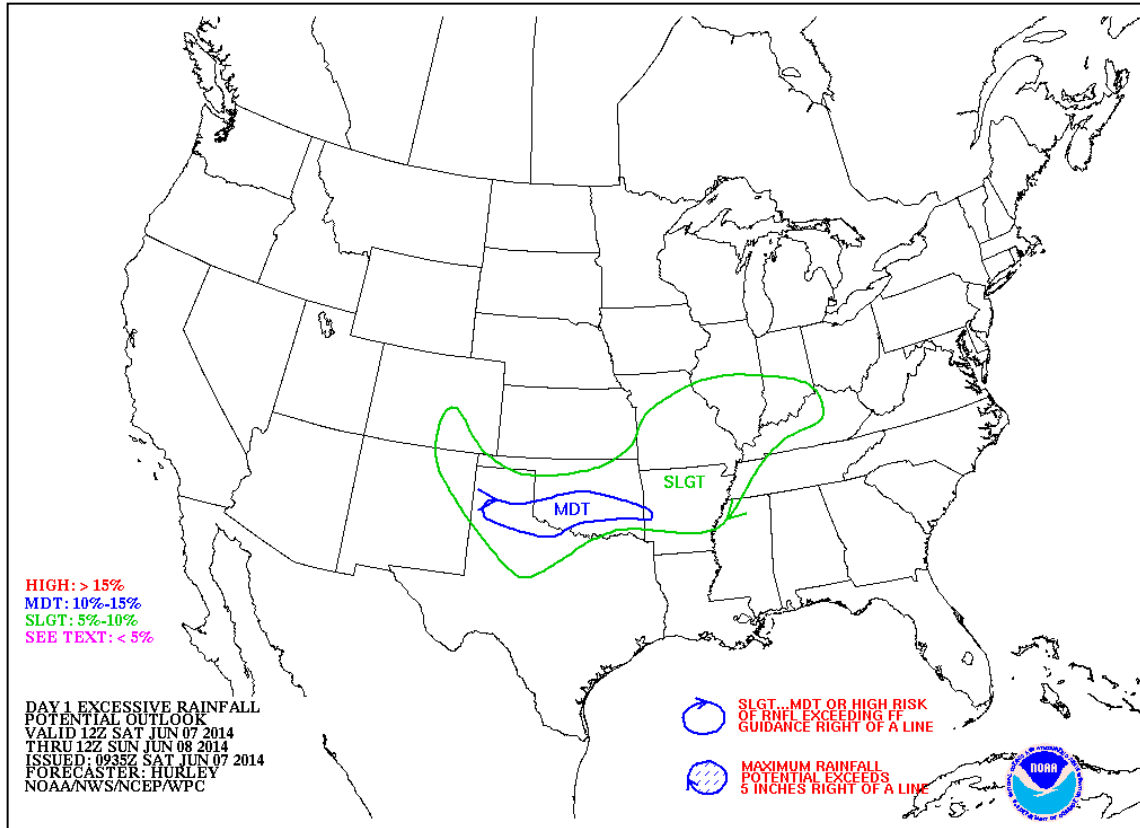 SLGT
MDT
HIGH: > 15%
MDT: 10%-15%
SLGT: 5%-10%
SEE TEXT: < 5%
DAY 1 EXCESSIVE RAINFALL
POTENTIAL OUTLOOK
VALID 12Z SAT JUN 07 2014
THRU 12Z SUN JUN 08 2014
ISSUED: 0935Z SAT JUN 07 2014
FORECASTER: HURLEY
NOAA/NWS/NCEP/WPC
SLGT...MDT OR HIGH RISK
OF RNFL EXCEEDING FF
GUIDANCE RIGHT OF A LINE
MAXIMUM RAINFALL
POTENTIAL EXCEEDS
5 INCHES RIGHT OF A LINE
NOAA